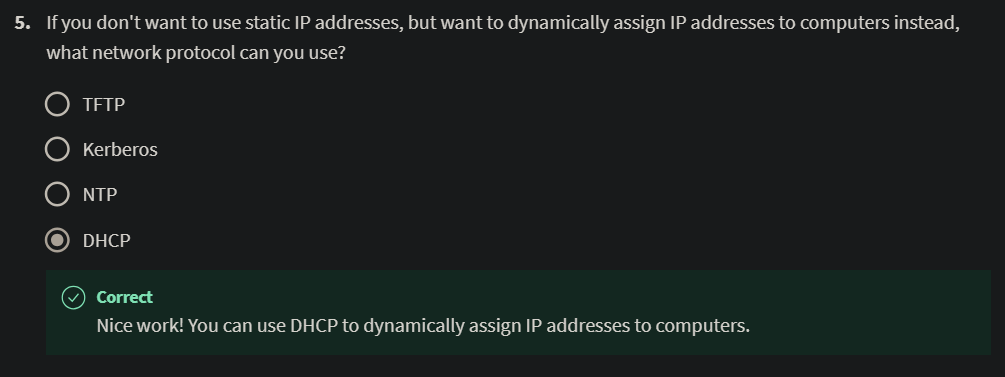 5. If you don't want to use static IP addresses, but want to dynamically assign IP addresses to computers instead,
what network protocol can you use?
TFTP
Kerberos
NTP
DHCP
Correct
Nice work! You can use DHCP to dynamically assign IP addresses to computers.